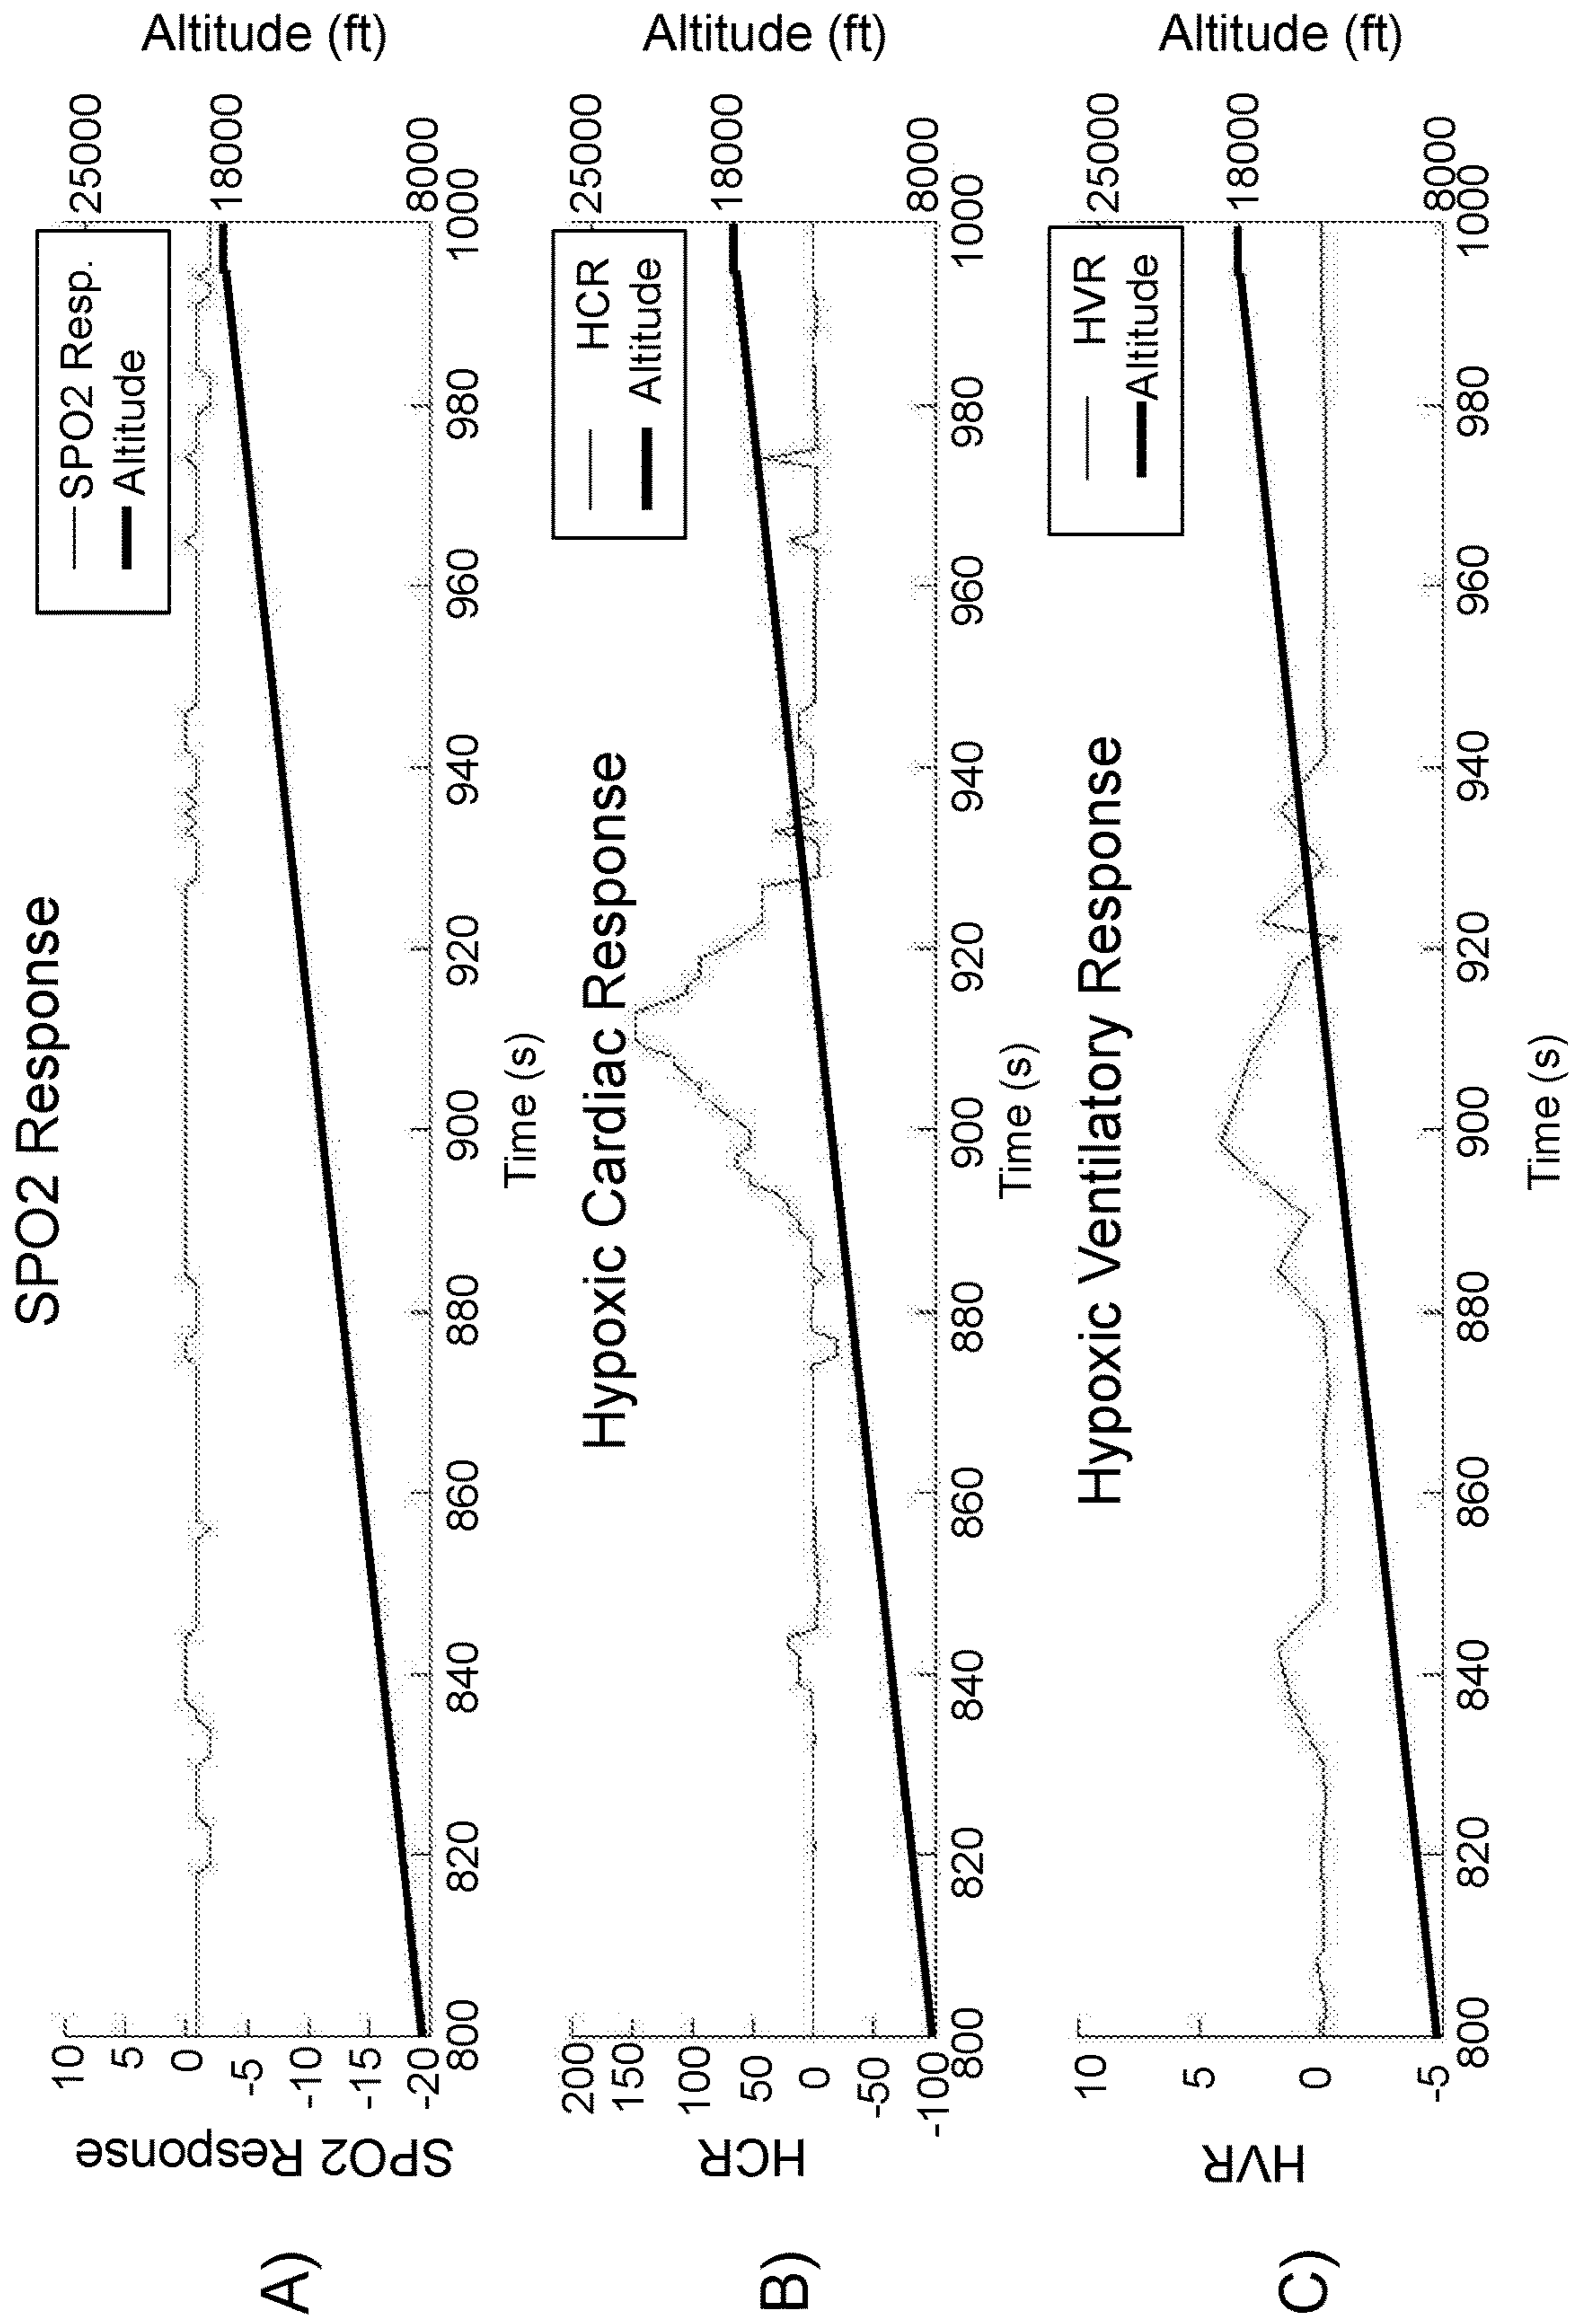 A)
SPO2 Response
SPO2 Response
10
5
0
-5
-10
-15
-20
800
820
840
860
880
900
920
940
960
980
1000
Time (s)
25000
18000
8000
Altitude (ft)
SPO2 Resp.
Altitude
B)
Hypoxic Cardiac Response
HCR
200
150
100
50
0
-50
-100
800
820
840
860
880
900
920
940
960
980
1000
Time (s)
25000
18000
8000
Altitude (ft)
HCR
Altitude
C)
Hypoxic Ventilatory Response
HVR
10
5
0
-5
800
820
840
860
880
900
920
940
960
980
1000
Time (s)
25000
18000
8000
Altitude (ft)
HVR
Altitude